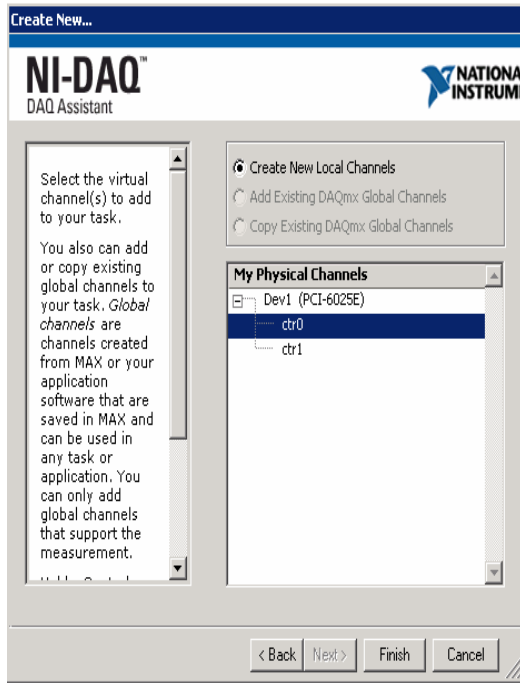 Create New...
NI-DAQ™
DAQ Assistant
NATIONA
INSTRUM
Select the virtual
channel(s) to add
to your task.
You also can add
or copy existing
global channels to
your task. Global
channels are
channels created
from MAX or your
application
software that are
saved in MAX and
can be used in
any task or
application. You
can only add
global channels
that support the
measurement.
Create New Local Channels
Add Existing DAQmx Global Channels
Copy Existing DAQmx Global Channels
My Physical Channels
Dev1 (PCI-6025E)
ctr0
ctr1
< Back Next > Finish Cancel